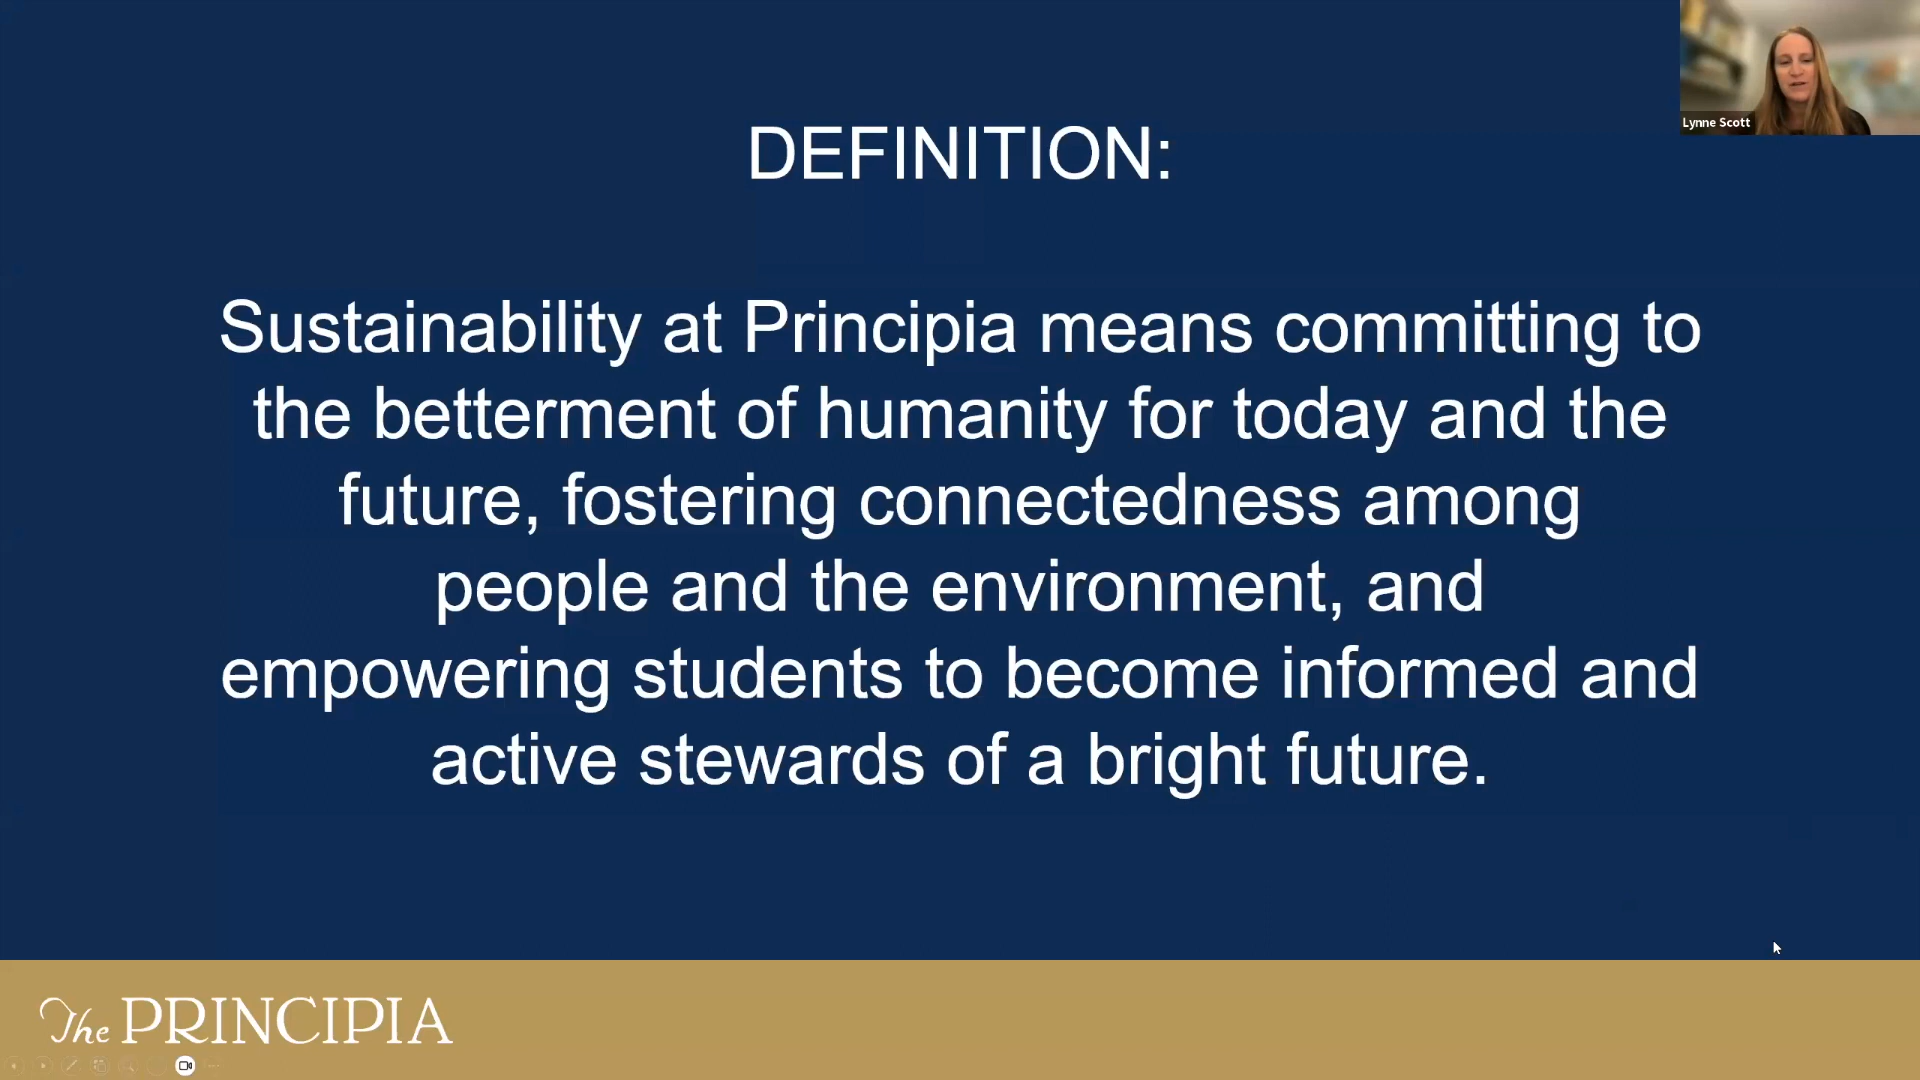 Lynne Scott
DEFINITION:
Sustainability at Principia means committing to
the betterment of humanity for today and the
future, fostering connectedness among
people and the environment, and
empowering students to become informed and
active stewards of a bright future.
The PRINCIPIA